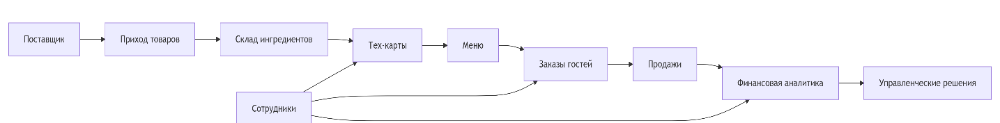 Поставщик
Приход товаров
Склад ингредиентов
Тех-карты
Меню
Заказы гостей
Продажи
Финансовая аналитика
Управленческие решения
Сотрудники